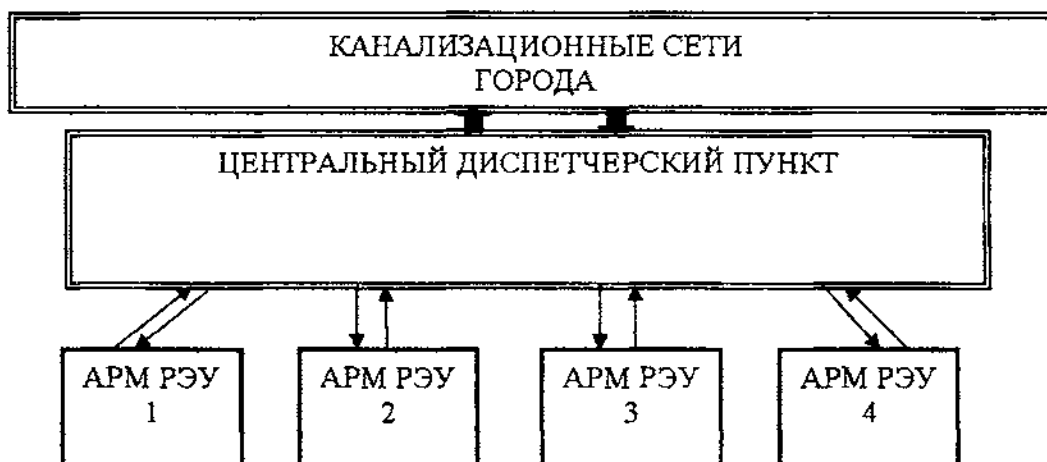 КАНАЛИЗАЦИОННЫЕ СЕТИ
ГОРОДА
ЦЕНТРАЛЬНЫЙ ДИСПЕТЧЕРСКИЙ ПУНКТ
АРМ РЭУ
1
АРМ РЭУ
2
АРМ РЭУ
3
АРМ РЭУ
4